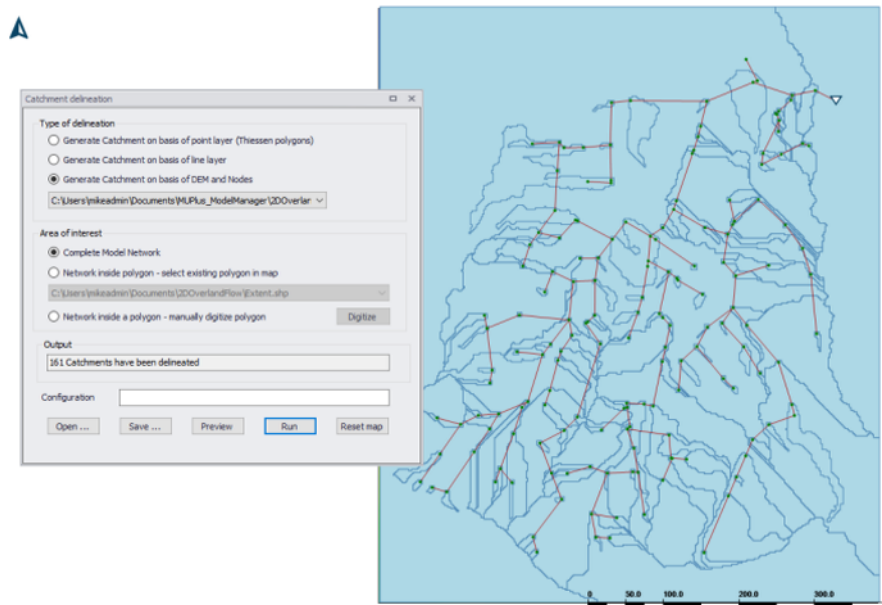 Catchment delineation
Type of delineation
Generate Catchment on basis of point layer (Thiessen polygons)
Generate Catchment on basis of line layer
Generate Catchment on basis of DEM and Nodes
C:\Users\mikeadmin\Documents\MUPlus_ModelManager\2DOverlar
Area of interest
Complete Model Network
Network inside polygon - select existing polygon in map
C:\Users\mikeadmin\Documents\2DOverlandFlow\Extent.shp
Network inside a polygon - manually digitize polygon
Digitize
Output
161 Catchments have been delineated
Configuration
Open ... Save ... Preview Run Reset map
0 50.0 100.0 200.0 300.0